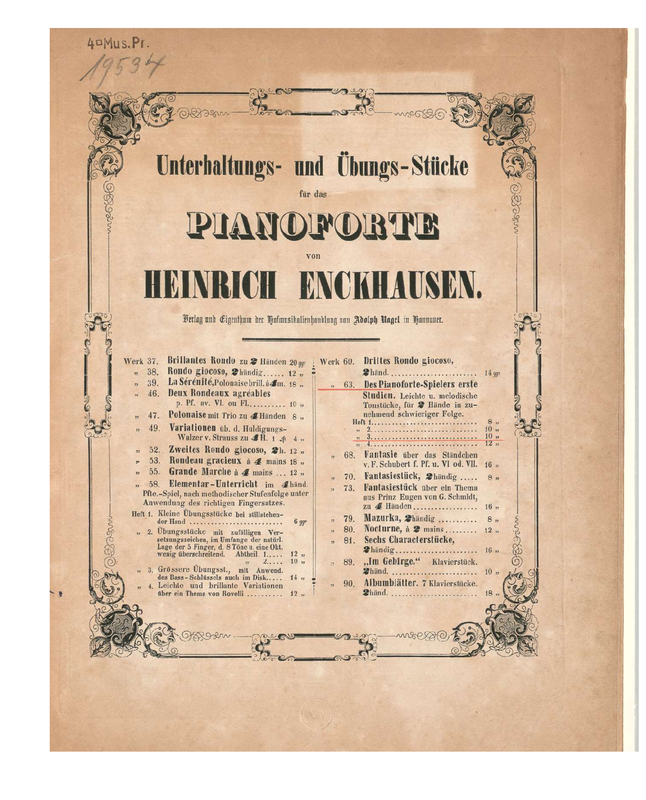 4° Mus. Pr.
19534
Unterhaltungs- und Übungs-Stücke
für das
PIANOFORTE
von
HEINRICH ENCKHAUSEN.
Verlag und Eigenthum der Hofmusikalienhandlung von Adolph Nagel in Hannover.
Werk 37. Brillantes Rondo zu 2 Händen 20 gr
„ 38. Rondo giocoso, 2händig...... 12 „
„ 39. La Sérénité, Polonaise brill. à 4 m. 18 „
„ 46. Deux Rondeaux agréables
p. Pf. av. Vl. ou Fl.......... 10 „
„ 47. Polonaise mit Trio zu 4 Händen 8 „
„ 49. Variationen üb. d. Huldigungs-
Walzer v. Strauss zu 4 H. 1 „ 4 „
„ 52. Zweites Rondo giocoso, 2h. 12 „
„ 53. Rondeau gracieux à 4 mains 18 „
„ 55. Grande Marche à 4 mains ... 12 „
„ 58. Elementar-Unterricht im 4händ.
Pfte.-Spiel, nach methodischer Stufenfolge unter
Anwendung des richtigen Fingersatzes.
Heft 1. Kleine Übungsstücke bei stillstehen-
der Hand .................... 6 gr
„ 2. Übungsstücke mit zufälligen Ver-
setzungszeichen, im Umfange der natürl.
Lage der 5 Finger, d. 8 Töne u. eine Okt.
wenig überschreitend. Abtheil 1..... 12 „
„ 2..... 10 „
„ 3. Grössere Übungsst., mit Anwend.
des Bass-Schlüssels auch im Disk..... 14 „
„ 4. Leichte und brillante Variationen
über ein Thema von Rovelli .......... 12 „
Werk 60. Drittes Rondo giocoso,
2händ. ........................ 14 gr
„ 63. Des Pianoforte-Spielers erste
Studien. Leichte u. melodische
Tonstücke, für 2 Hände in zu-
nehmend schwieriger Folge.
Heft 1........................ 8 „
„ 2........................ 10 „
„ 3........................ 10 „
„ 4........................ 12 „
„ 68. Fantasie über das Ständchen
v. F. Schubert f. Pf. u. Vl od. Vll. 16 „
„ 70. Fantasiestück, 2händig ..... 8 „
„ 73. Fantasiestück über ein Thema
aus Prinz Eugen von G. Schmidt,
zu 4 Händen ................ 16 „
„ 79. Mazurka, 2händig ........... 8 „
„ 80. Nocturne, à 2 mains......... 12 „
„ 81. Sechs Characterstücke,
2händig..................... 16 „
„ 89. „Im Gebirge.“ Klavierstück.
2händ. ..................... 10 „
„ 90. Albumblätter. 7 Klavierstücke.
2händ. ..................... 18 „